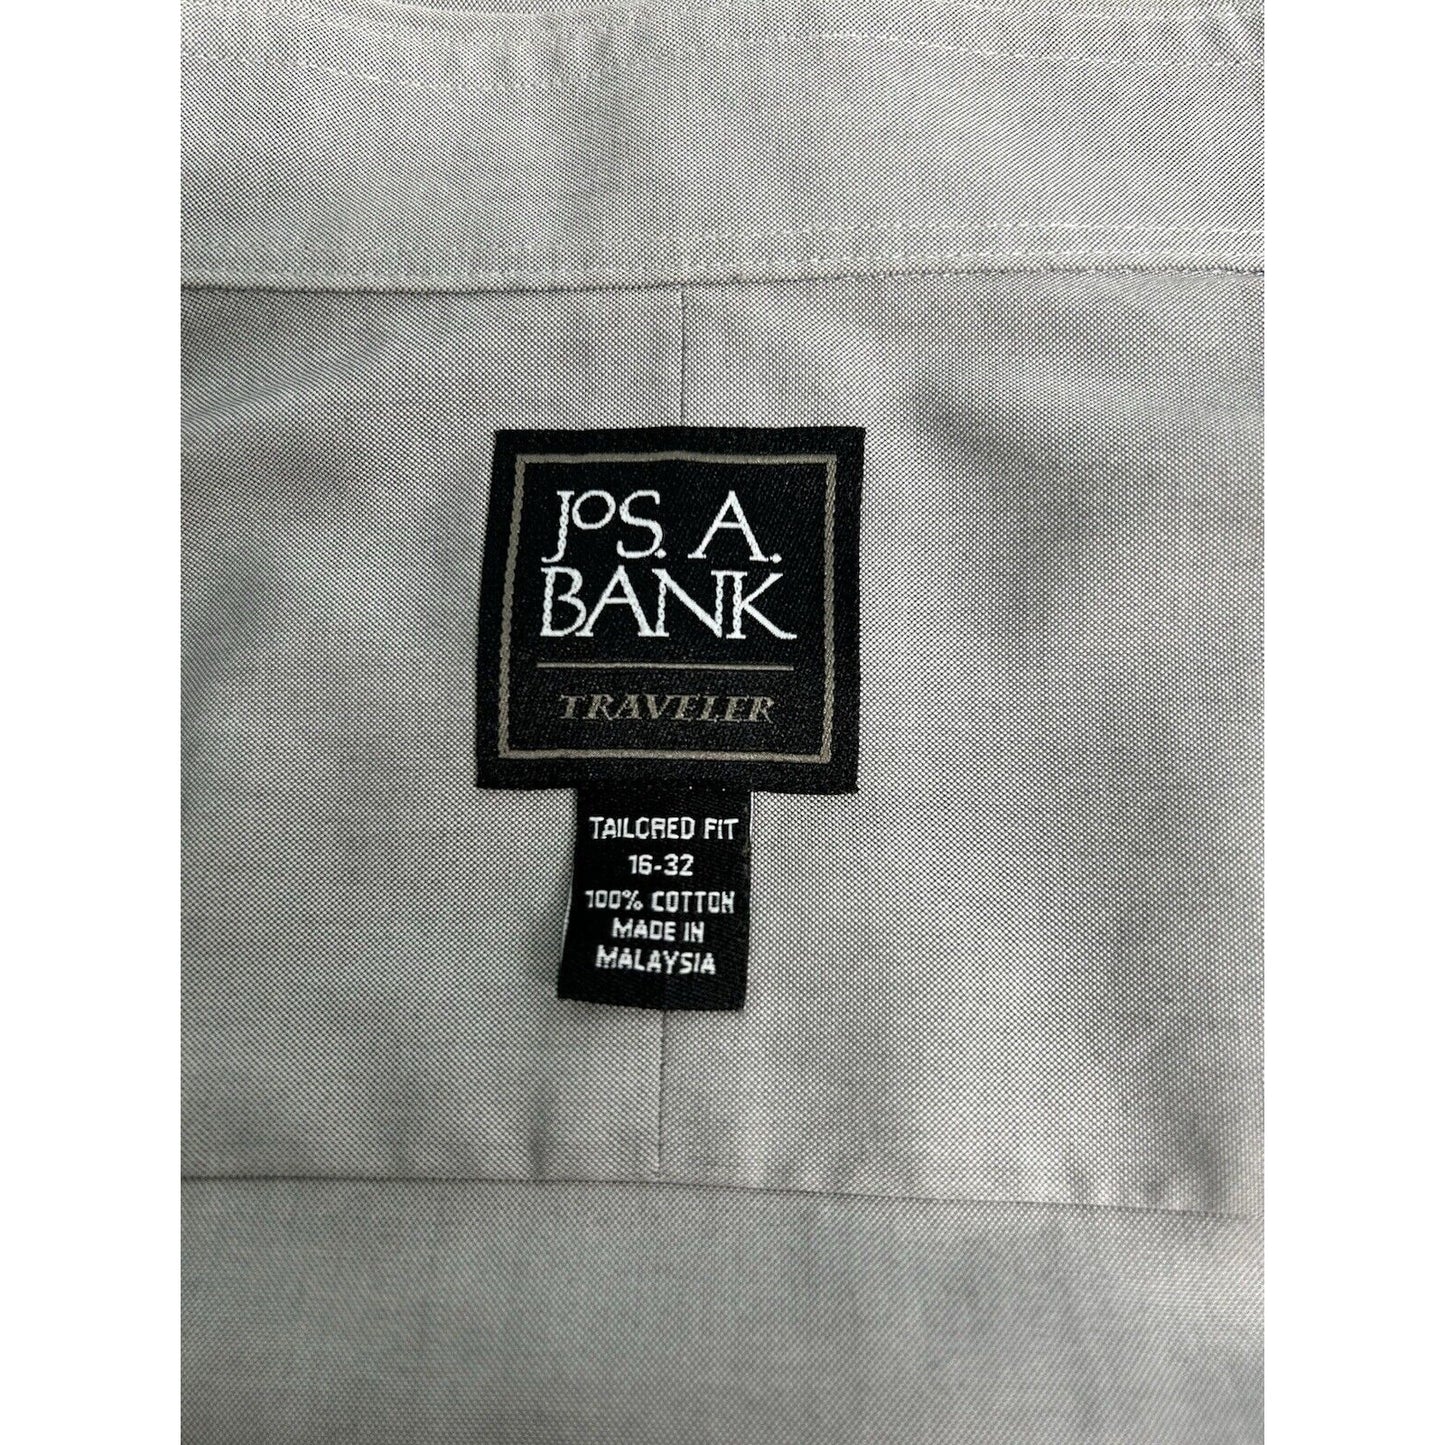 JoS. A.
BANK
TRAVELER
TAILORED FIT
16-32
100% COTTON
MADE IN
MALAYSIA